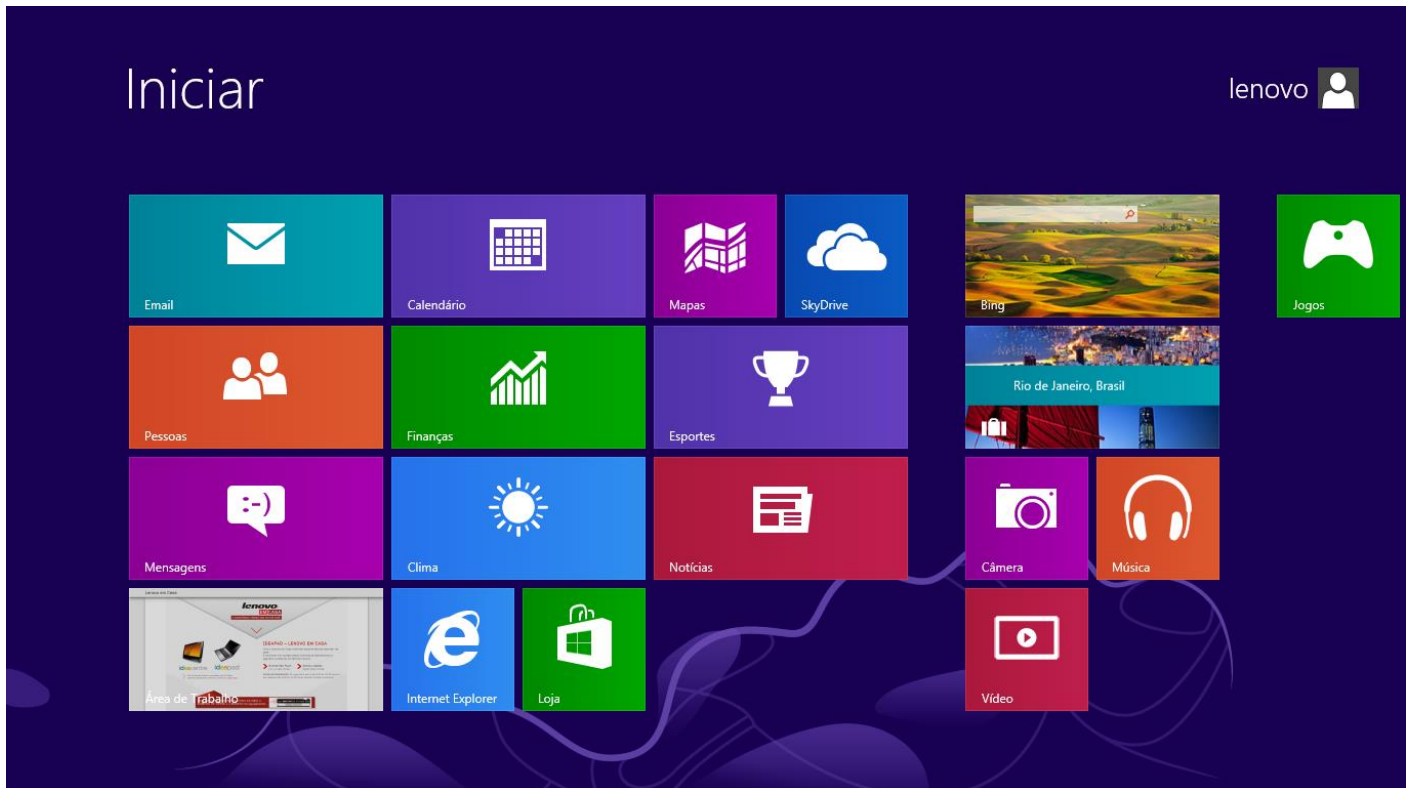 Iniciar
lenovo
Email
Calendário
Mapas
SkyDrive
Bing
Jogos
Pessoas
Finanças
Esportes
Rio de Janeiro, Brasil
:-)
Mensagens
Clima
Notícias
Câmera
Música
lenovo
Área de Trabalho
Internet Explorer
Loja
Vídeo